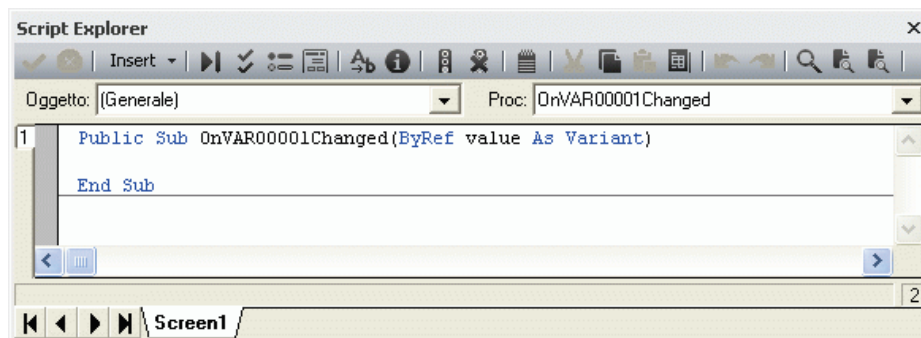 Script Explorer
Insert
Oggetto: (Generale) Proc: OnVAR00001Changed
1 Public Sub OnVAR00001Changed(ByRef value As Variant)
End Sub
2
Screen1